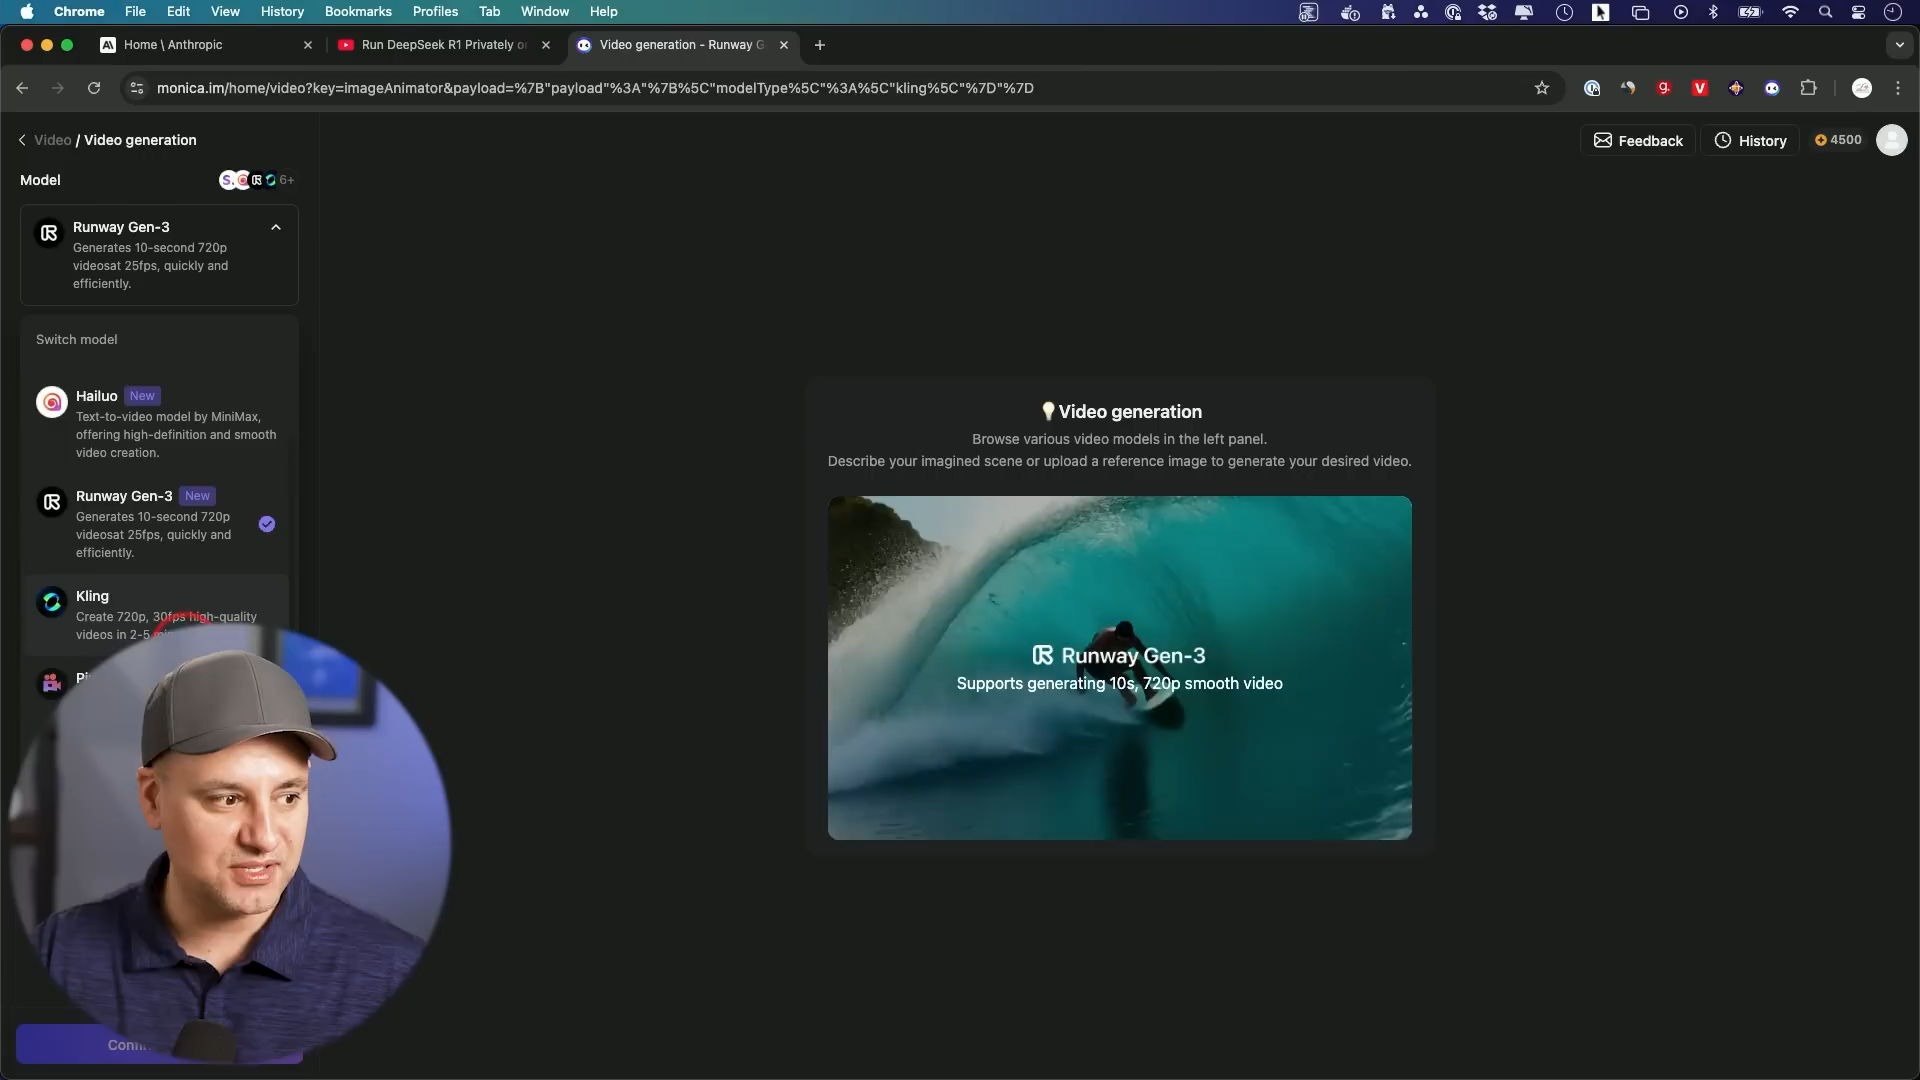 Chrome File Edit View History Bookmarks Profiles Tab Window Help
Home \ Anthropic
Run DeepSeek R1 Privately o
Video generation - Runway G
monica.im/home/video?key=imageAnimator&payload=%7B"payload"%3A"%7B%5C"modelType%5C"%3A%5C"kling%5C"%7D"%7D
Video / Video generation
Feedback
History
4500
Model
6+
Runway Gen-3
Generates 10-second 720p
videosat 25fps, quickly and
efficiently.
Switch model
Hailuo New
Text-to-video model by MiniMax,
offering high-definition and smooth
video creation.
Runway Gen-3 New
Generates 10-second 720p
videosat 25fps, quickly and
efficiently.
Kling
Create 720p, 30fps high-quality
videos in 2-5
💡Video generation
Browse various video models in the left panel.
Describe your imagined scene or upload a reference image to generate your desired video.
Runway Gen-3
Supports generating 10s, 720p smooth video